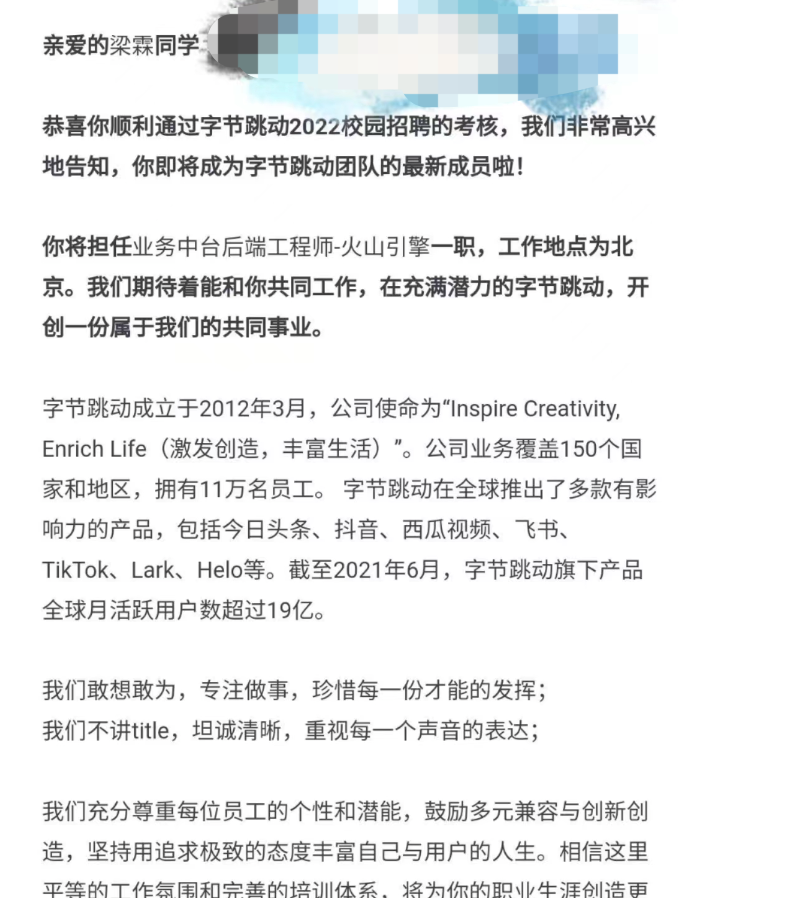 亲爱的梁霖同学
恭喜你顺利通过字节跳动2022校园招聘的考核，我们非常高兴
地告知，你即将成为字节跳动团队的最新成员啦！
你将担任业务中台后端工程师-火山引擎一职，工作地点为北
京。我们期待着能和你共同工作，在充满潜力的字节跳动，开
创一份属于我们的共同事业。
字节跳动成立于2012年3月，公司使命为“Inspire Creativity,
Enrich Life（激发创造，丰富生活）”。公司业务覆盖150个国
家和地区，拥有11万名员工。 字节跳动在全球推出了多款有影
响力的产品，包括今日头条、抖音、西瓜视频、飞书、
TikTok、Lark、Helo等。截至2021年6月，字节跳动旗下产品
全球月活跃用户数超过19亿。
我们敢想敢为，专注做事，珍惜每一份才能的发挥；
我们不讲title，坦诚清晰，重视每一个声音的表达；
我们充分尊重每位员工的个性和潜能，鼓励多元兼容与创新创
造，坚持用追求极致的态度丰富自己与用户的人生。相信这里
平等的工作氛围和完善的培训体系，将为你的职业生涯创造更